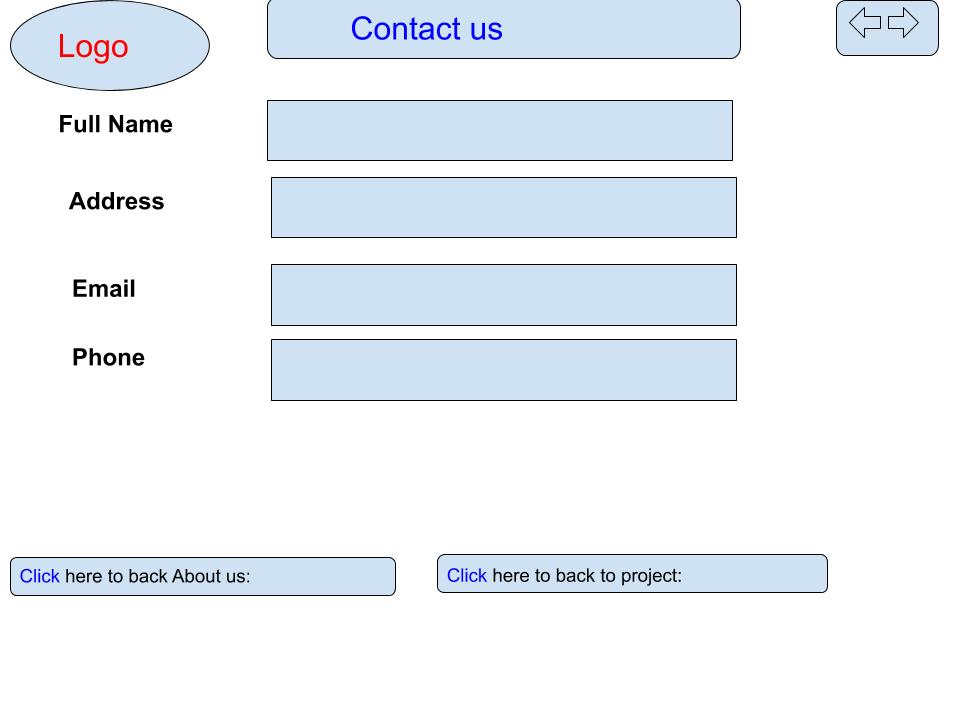 Logo
Contact us
Full Name
Address
Email
Phone
Click here to back About us:
Click here to back to project: